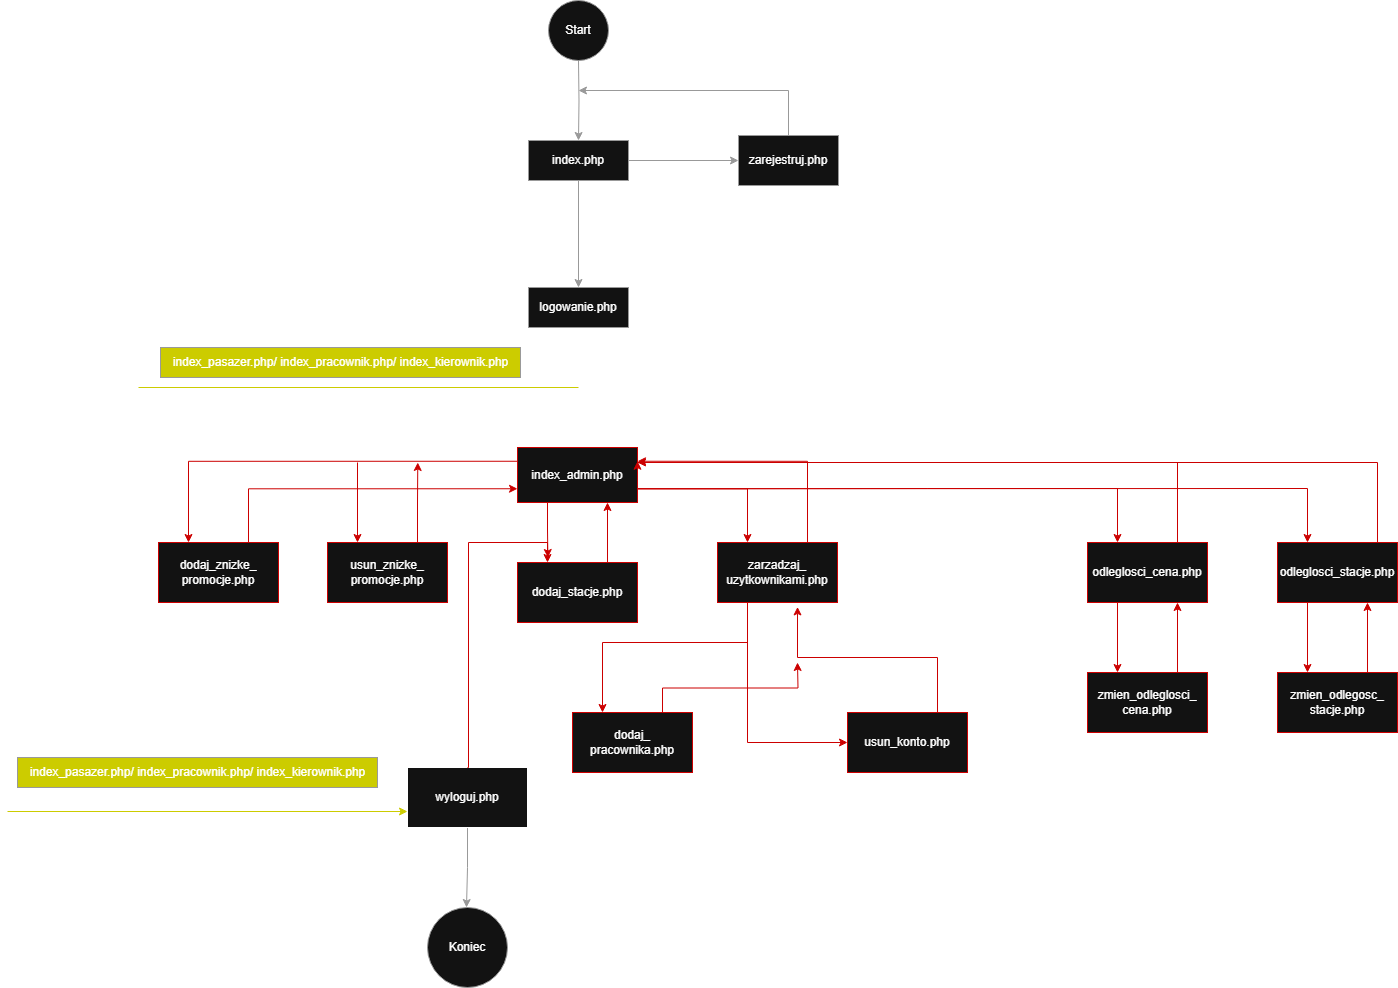 Start
index.php
zarejestruj.php
logowanie.php
index_pasazer.php/ index_pracownik.php/ index_kierownik.php
index_admin.php
dodaj_znizke_
promocje.php
usun_znizke_
promocje.php
dodaj_stacje.php
zarzadzaj_
uzytkownikami.php
odleglosci_cena.php
odleglosci_stacje.php
zmien_odleglosci_
cena.php
zmien_odlegosc_
stacje.php
dodaj_
pracownika.php
usun_konto.php
index_pasazer.php/ index_pracownik.php/ index_kierownik.php
wyloguj.php
Koniec